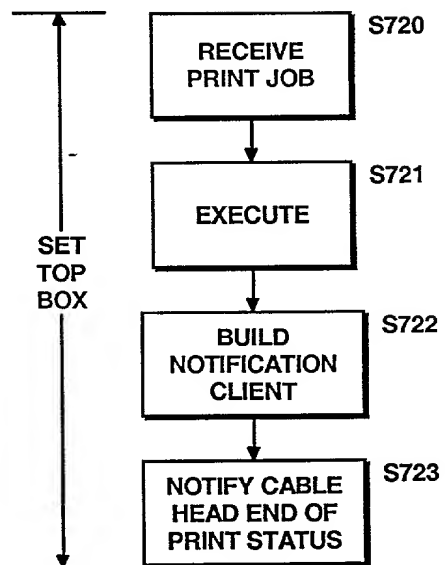 S720
RECEIVE
PRINT JOB
S721
EXECUTE
SET
TOP
BOX
S722
BUILD
NOTIFICATION
CLIENT
S723
NOTIFY CABLE
HEAD END OF
PRINT STATUS